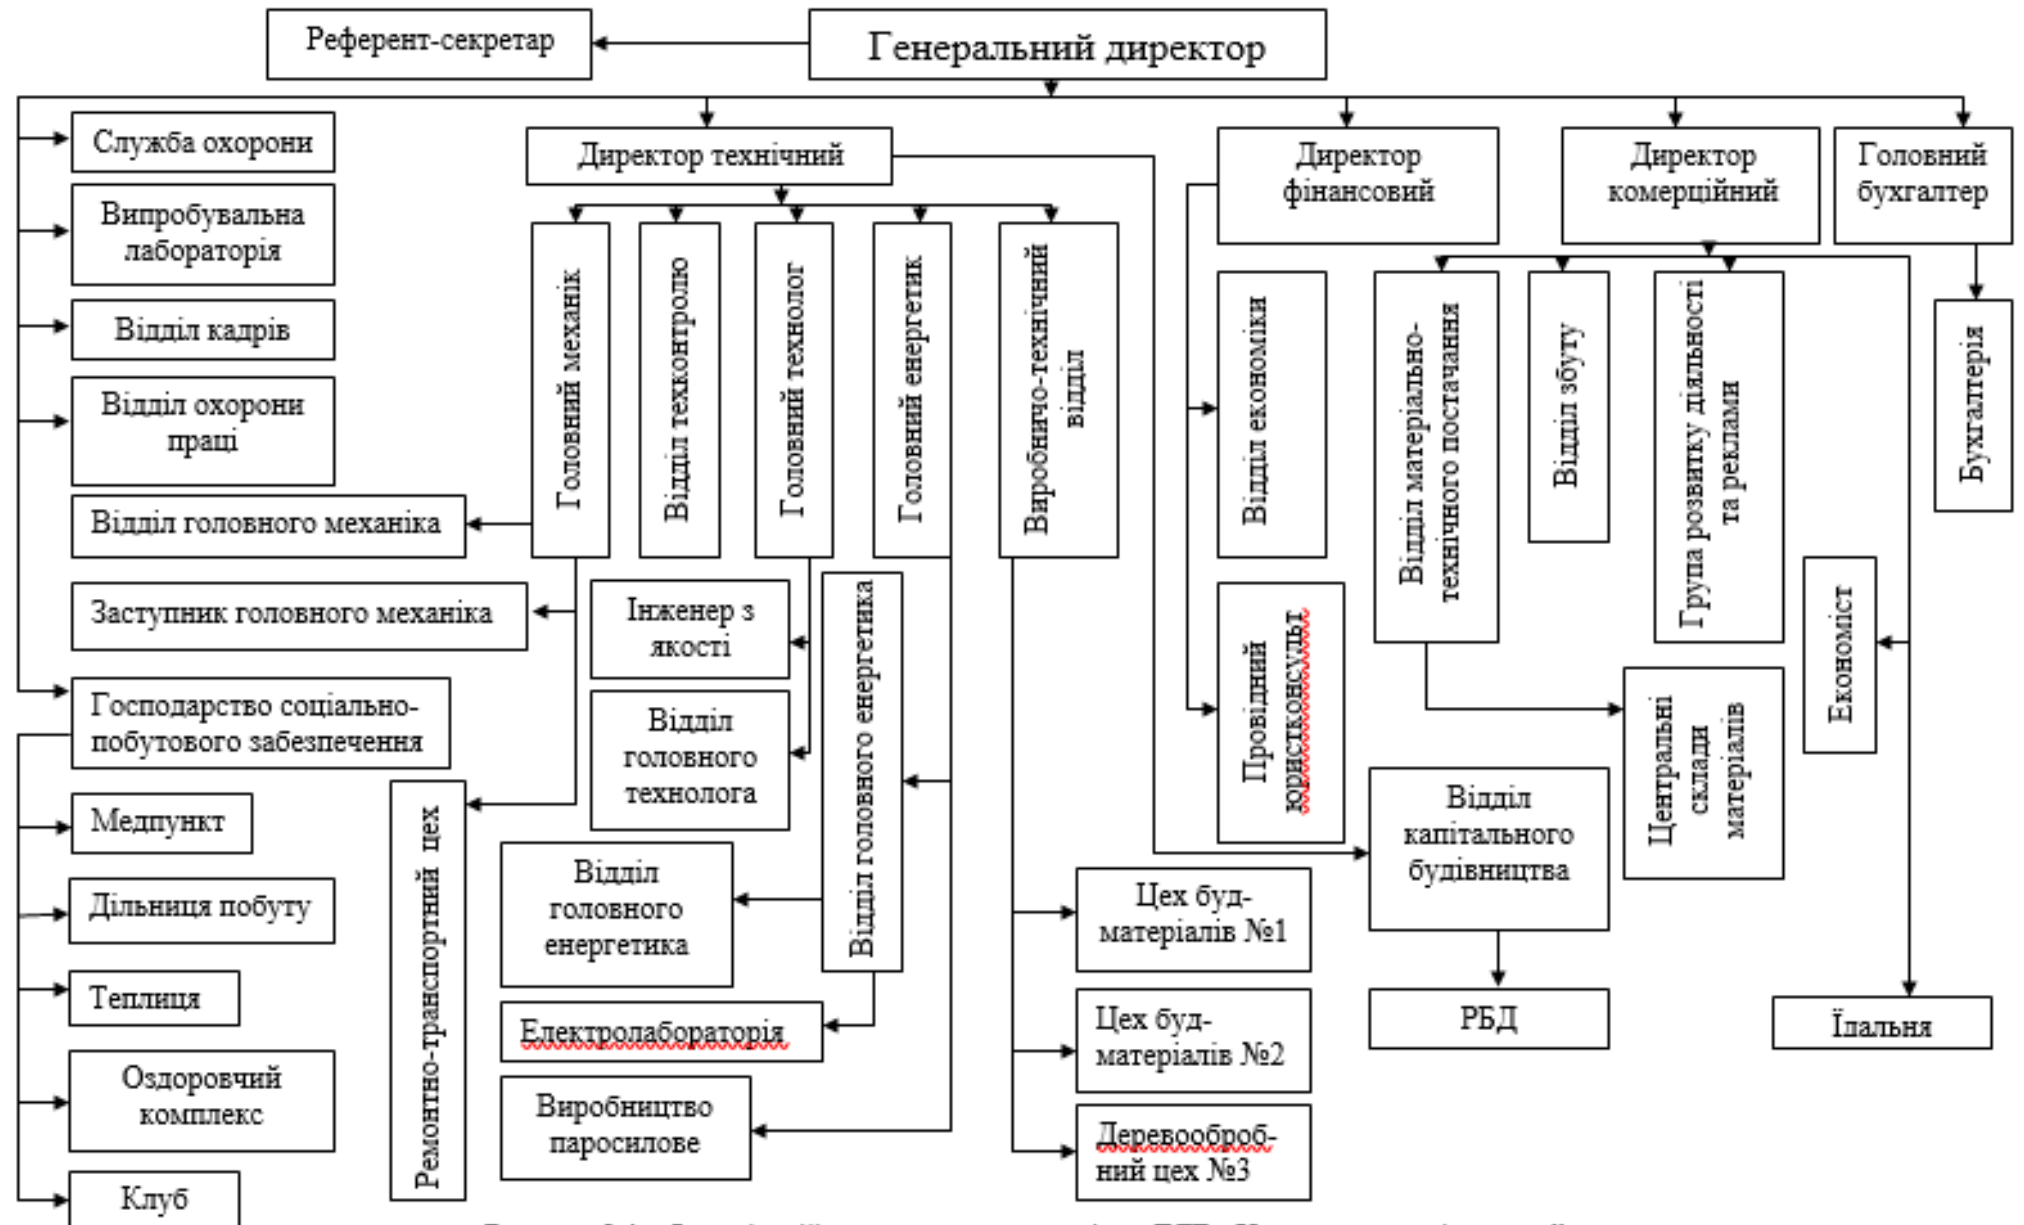 Референт-секретар
Генеральний директор
Служба охорони
Випробувальна
лабораторія
Відділ кадрів
Відділ охорони
праці
Відділ головного механіка
Заступник головного механіка
Господарство соціально-
побутового забезпечення
Медпункт
Дільниця побуту
Теплиця
Оздоровчий
комплекс
Клуб
Директор технічний
Головний механік
Відділ техконтролю
Головний технолог
Головний енергетик
Виробничо-технічний
відділ
Інженер з
якості
Відділ
головного
технолога
Відділ головного енергетика
Ремонтно-транспортний цех
Відділ
головного
енергетика
Електролабораторія
Виробництво
паросилове
Цех буд-
матеріалів №1
Цех буд-
матеріалів №2
Деревооброб-
ний цех №3
Директор
фінансовий
Відділ економіки
Провідний
юристконсульт
Директор
комерційний
Відділ матеріально-
технічного постачання
Відділ збуту
Група розвитку діяльності
та реклами
Центральні
склади
матеріалів
Економіст
Відділ
капітального
будівництва
РБД
Їдальня
Головний
бухгалтер
Бухгалтерія